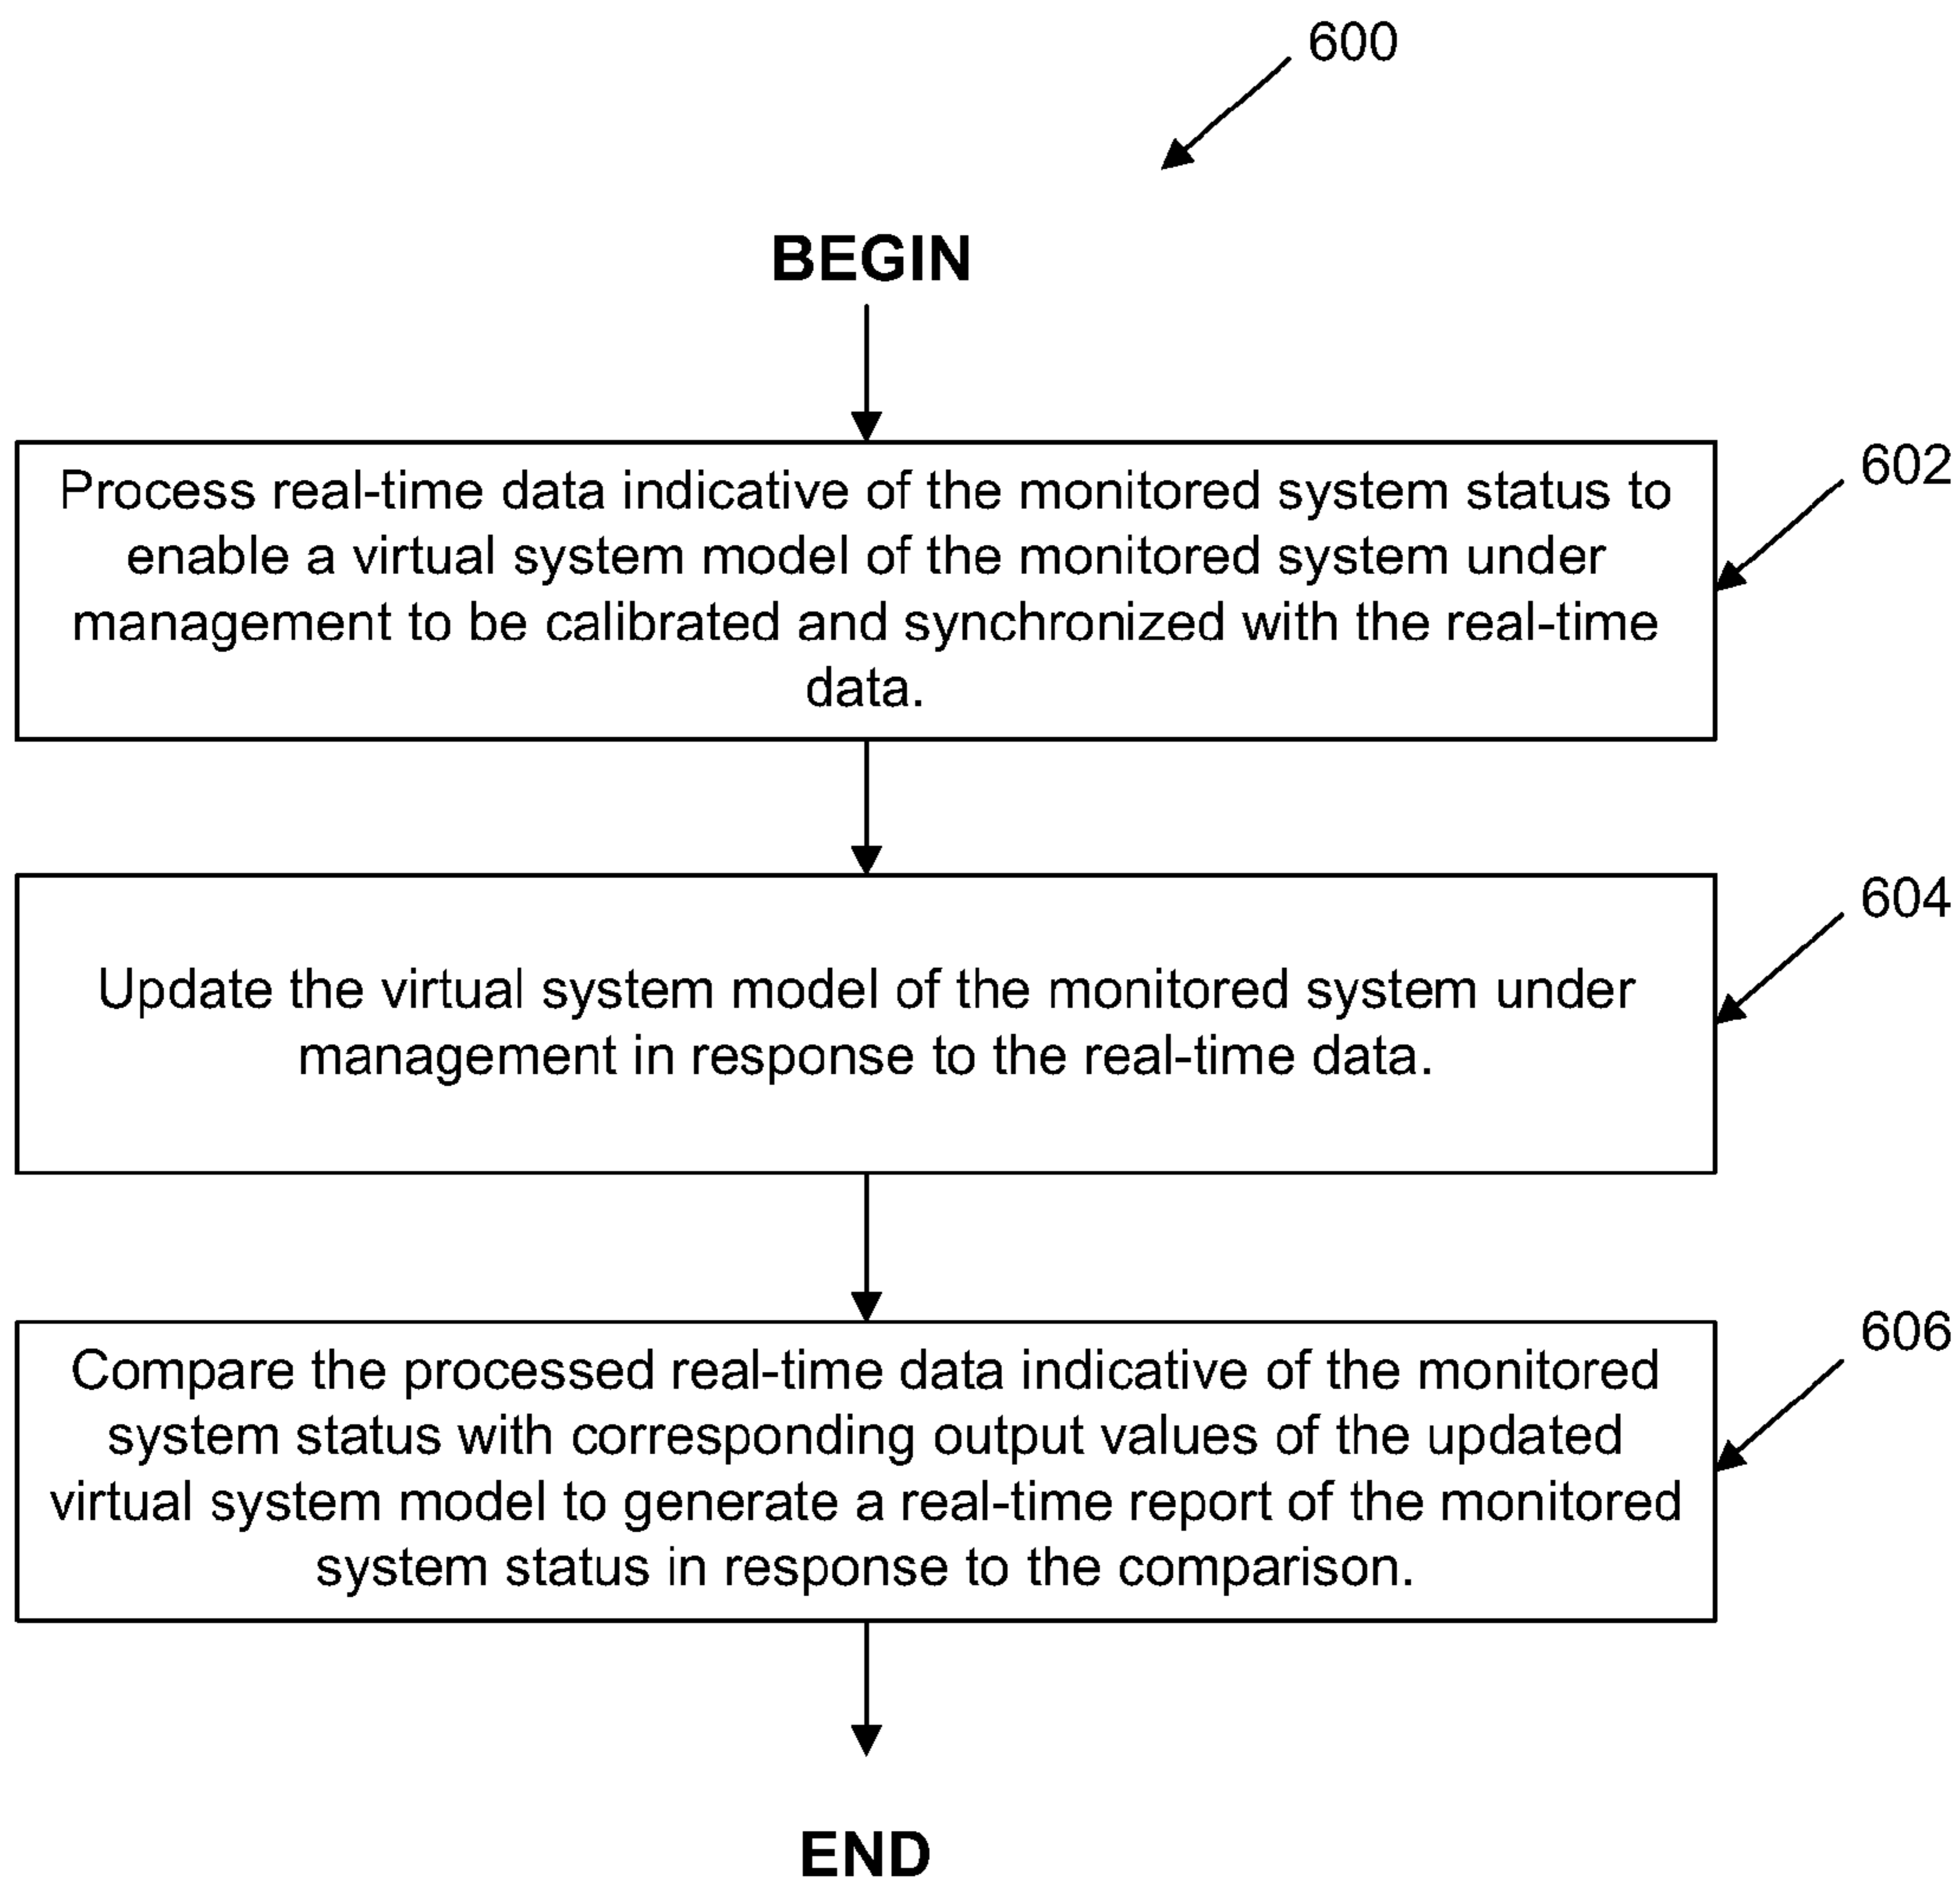 600
BEGIN
602
Process real-time data indicative of the monitored system status to
enable a virtual system model of the monitored system under
management to be calibrated and synchronized with the real-time
data.
604
Update the virtual system model of the monitored system under
management in response to the real-time data.
606
Compare the processed real-time data indicative of the monitored
system status with corresponding output values of the updated
virtual system model to generate a real-time report of the monitored
system status in response to the comparison.
END